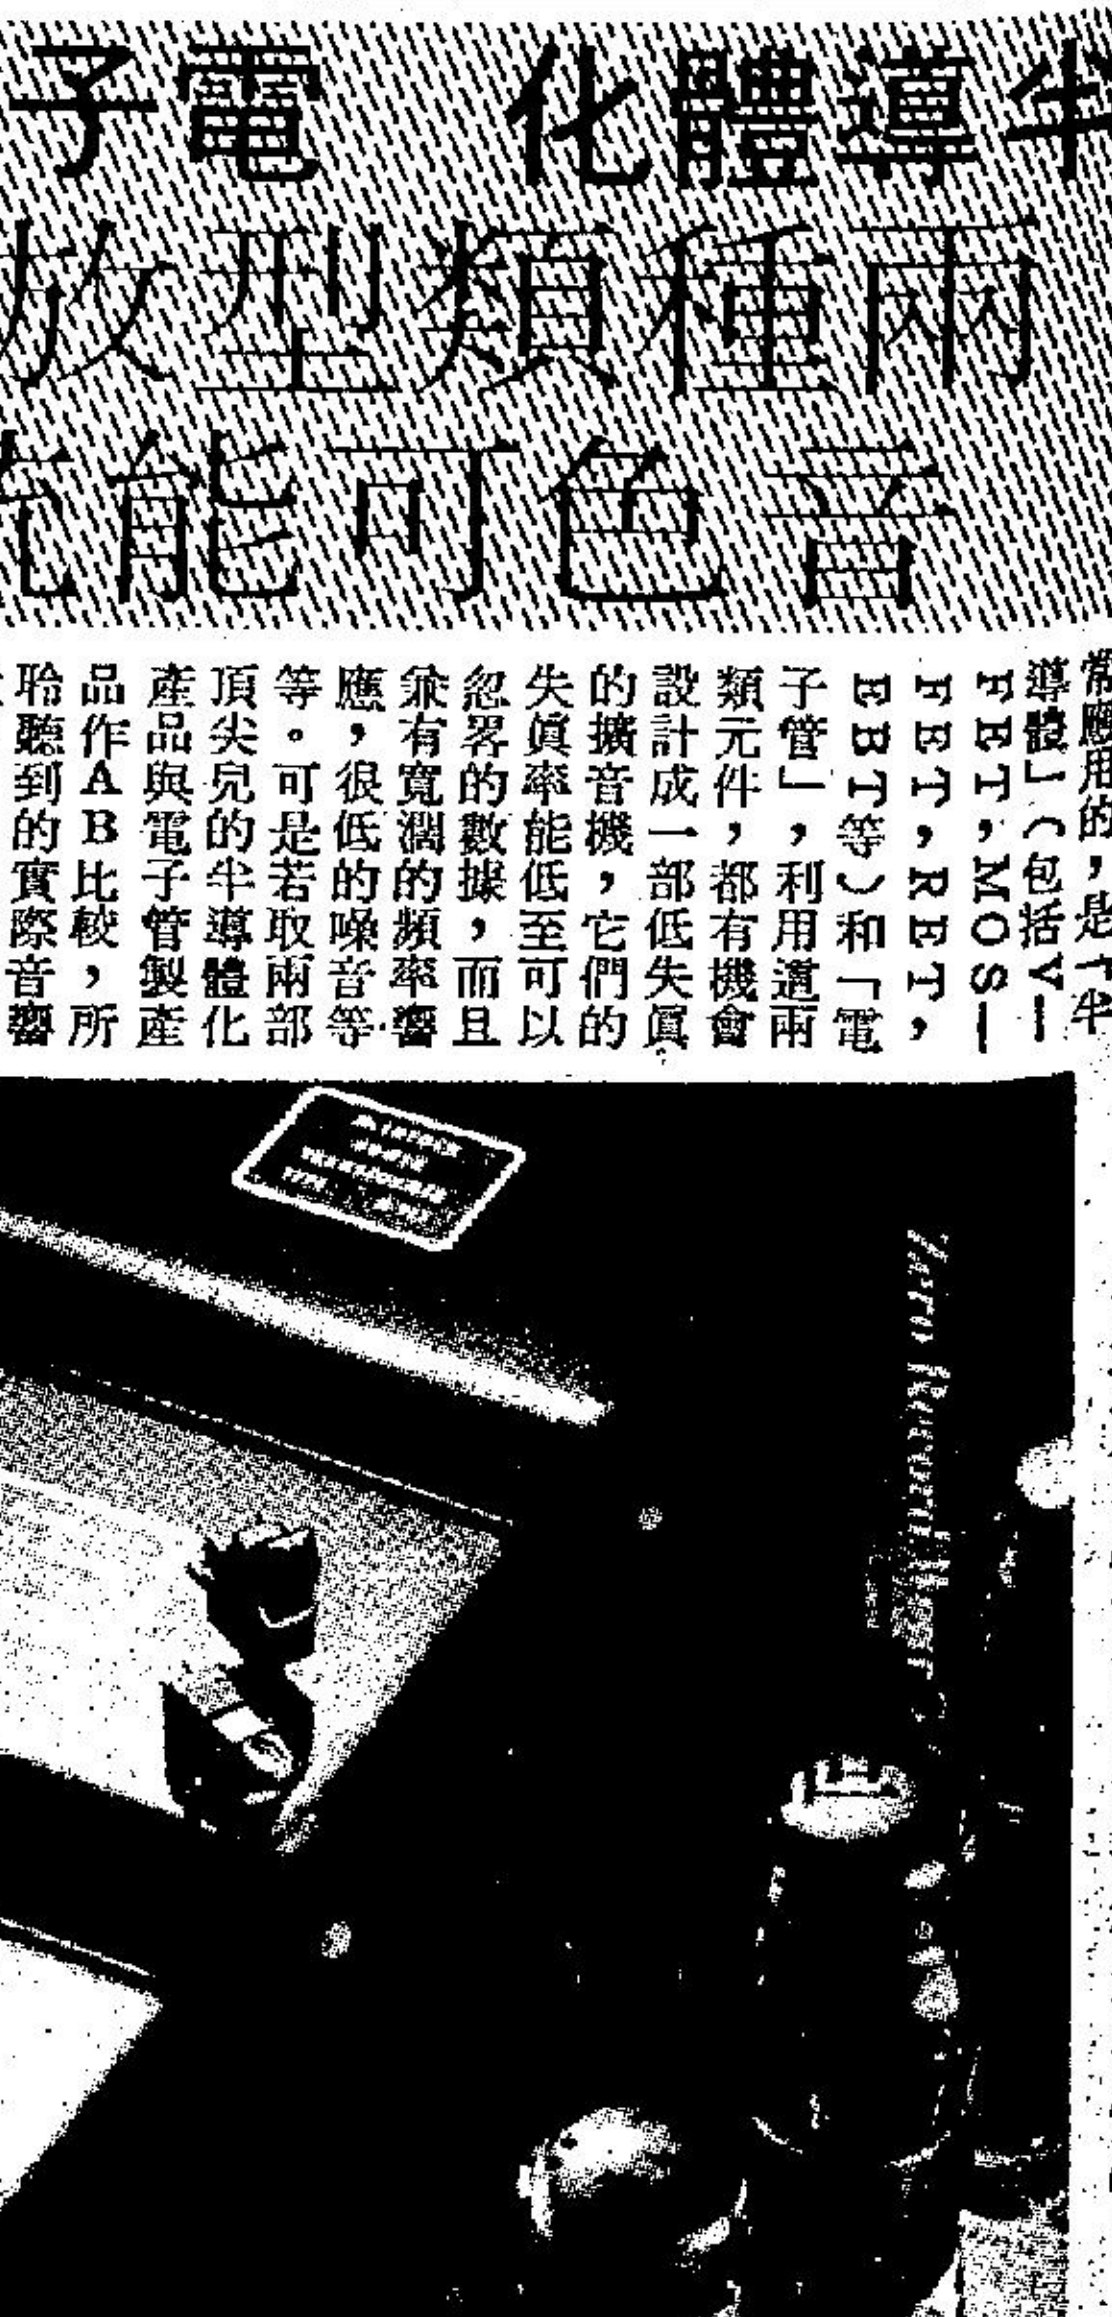 半導體化　電子
兩種類型放
音色可能
常應用的，是「半
導體」（包括V—
FET，MOS—
FET，RET，
EBT等）和「電
子管」，利用這兩
類元件，都有機會
設計成一部低失眞
的擴音機，它們的
失眞率能低至可以
忽畧的數據，而且
兼有寬濶的頻率響
應，很低的噪音等
等。可是若取兩部
頂尖兒的半導體化
產品與電子管製產
品作AB比較，所
聆聽到的實際音響